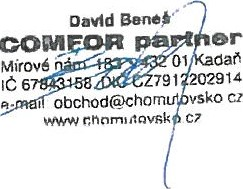 David Beneš
COMFOR partner
Mírové nám. 432 01 Kadaň
IČ 67843158, DIČ CZ7912202914
e-mail obchod@chomutovsko.cz
www.chomutovsko.cz